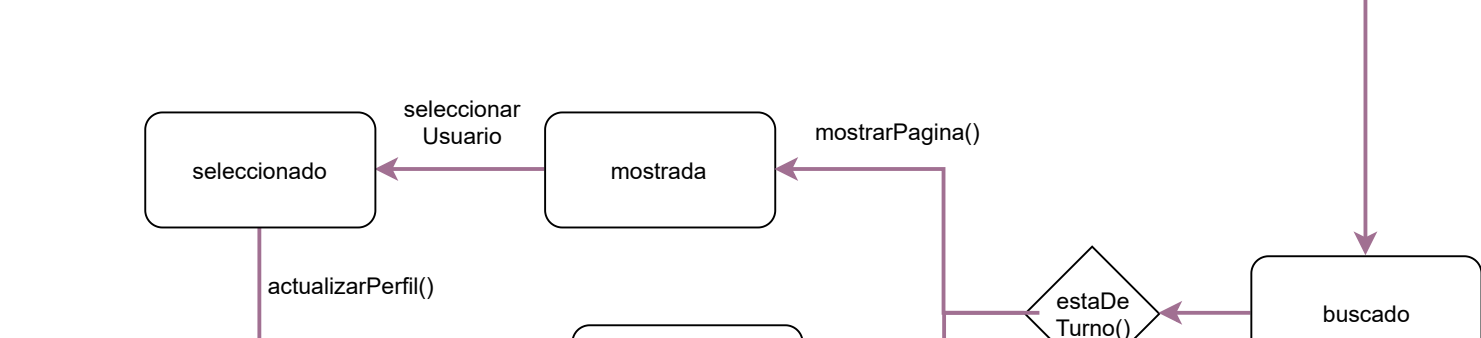 seleccionar
Usuario
mostrarPagina()
seleccionado
mostrada
actualizarPerfil()
estaDe
Turno()
buscado